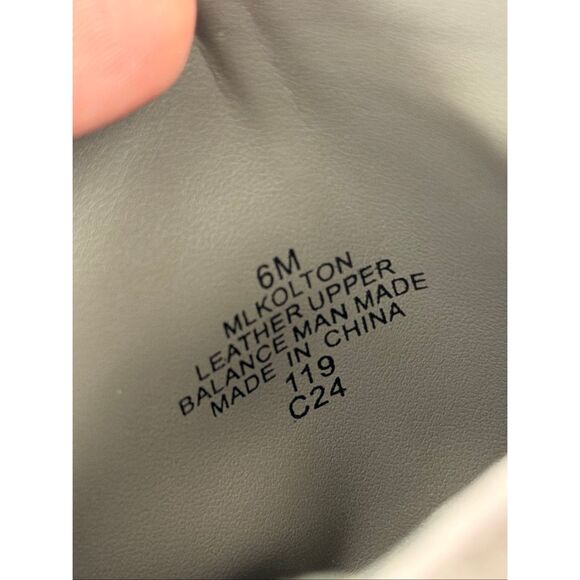 6M
MLKOLTON
LEATHER UPPER
BALANCE MAN MADE
MADE IN CHINA
119
C24